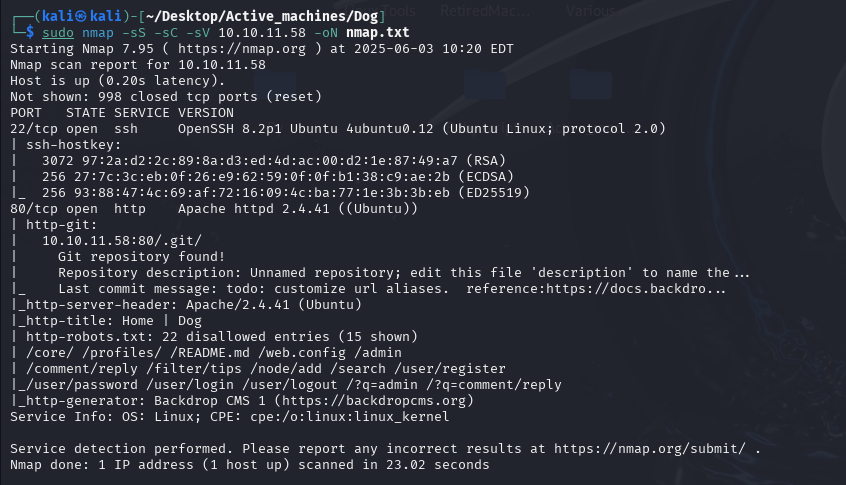 Tools RetiredMac... Various
┌──(kali㉿kali)-[~/Desktop/Active_machines/Dog]
└─$ sudo nmap -sS -sC -sV 10.10.11.58 -oN nmap.txt
Starting Nmap 7.95 ( https://nmap.org ) at 2025-06-03 10:20 EDT
Nmap scan report for 10.10.11.58
Host is up (0.20s latency).
Not shown: 998 closed tcp ports (reset)
PORT   STATE SERVICE VERSION
22/tcp open  ssh     OpenSSH 8.2p1 Ubuntu 4ubuntu0.12 (Ubuntu Linux; protocol 2.0)
| ssh-hostkey:
|   3072 97:2a:d2:2c:89:8a:d3:ed:4d:ac:00:d2:1e:87:49:a7 (RSA)
|   256 27:7c:3c:eb:0f:26:e9:62:59:0f:0f:b1:38:c9:ae:2b (ECDSA)
|_  256 93:88:47:4c:69:af:72:16:09:4c:ba:77:1e:3b:3b:eb (ED25519)
80/tcp open  http    Apache httpd 2.4.41 ((Ubuntu))
| http-git:
|   10.10.11.58:80/.git/
|     Git repository found!
|     Repository description: Unnamed repository; edit this file 'description' to name the...
|_    Last commit message: todo: customize url aliases.  reference:https://docs.backdro...
|_http-server-header: Apache/2.4.41 (Ubuntu)
|_http-title: Home | Dog
| http-robots.txt: 22 disallowed entries (15 shown)
| /core/ /profiles/ /README.md /web.config /admin
| /comment/reply /filter/tips /node/add /search /user/register
|_/user/password /user/login /user/logout /?q=admin /?q=comment/reply
|_http-generator: Backdrop CMS 1 (https://backdropcms.org)
Service Info: OS: Linux; CPE: cpe:/o:linux:linux_kernel

Service detection performed. Please report any incorrect results at https://nmap.org/submit/ .
Nmap done: 1 IP address (1 host up) scanned in 23.02 seconds